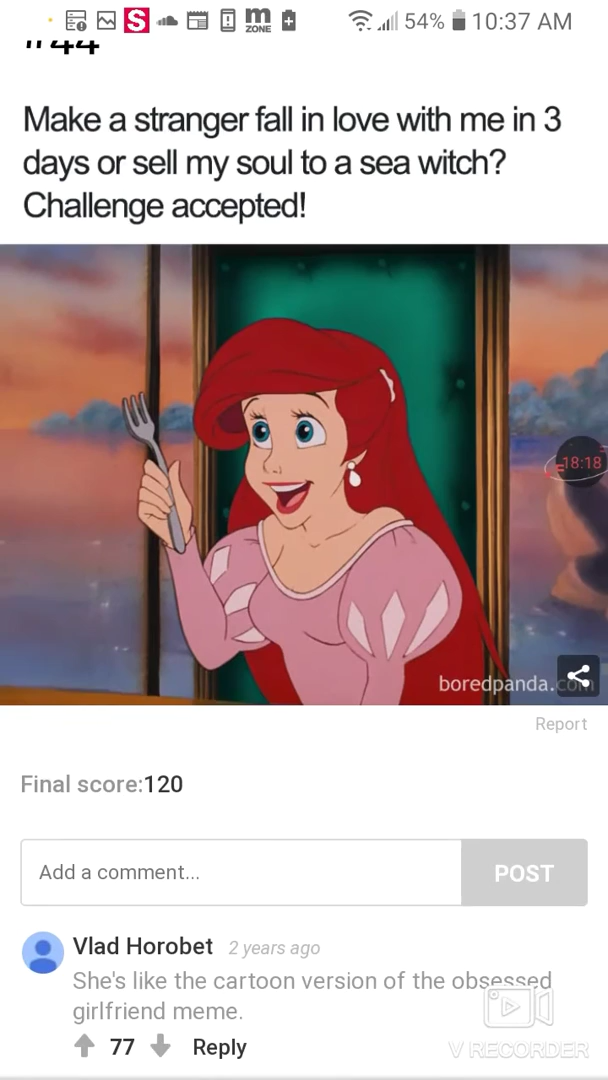 S
m
ZONE
54%
10:37 AM
#44
Make a stranger fall in love with me in 3
days or sell my soul to a sea witch?
Challenge accepted!
18:18
boredpanda.com
Report
Final score:120
Add a comment...
POST
Vlad Horobet 2 years ago
She's like the cartoon version of the obsessed
girlfriend meme.
77 Reply
V RECORDER